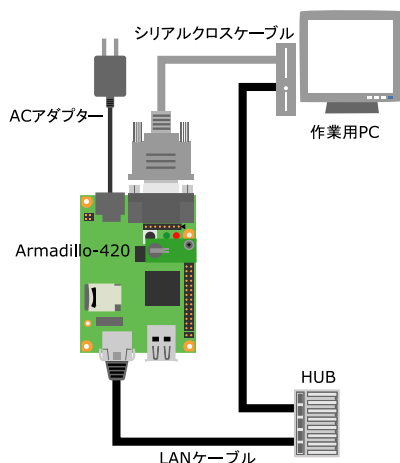 シリアルクロスケーブル
ACアダプター
作業用PC
Armadillo-420
HUB
LANケーブル